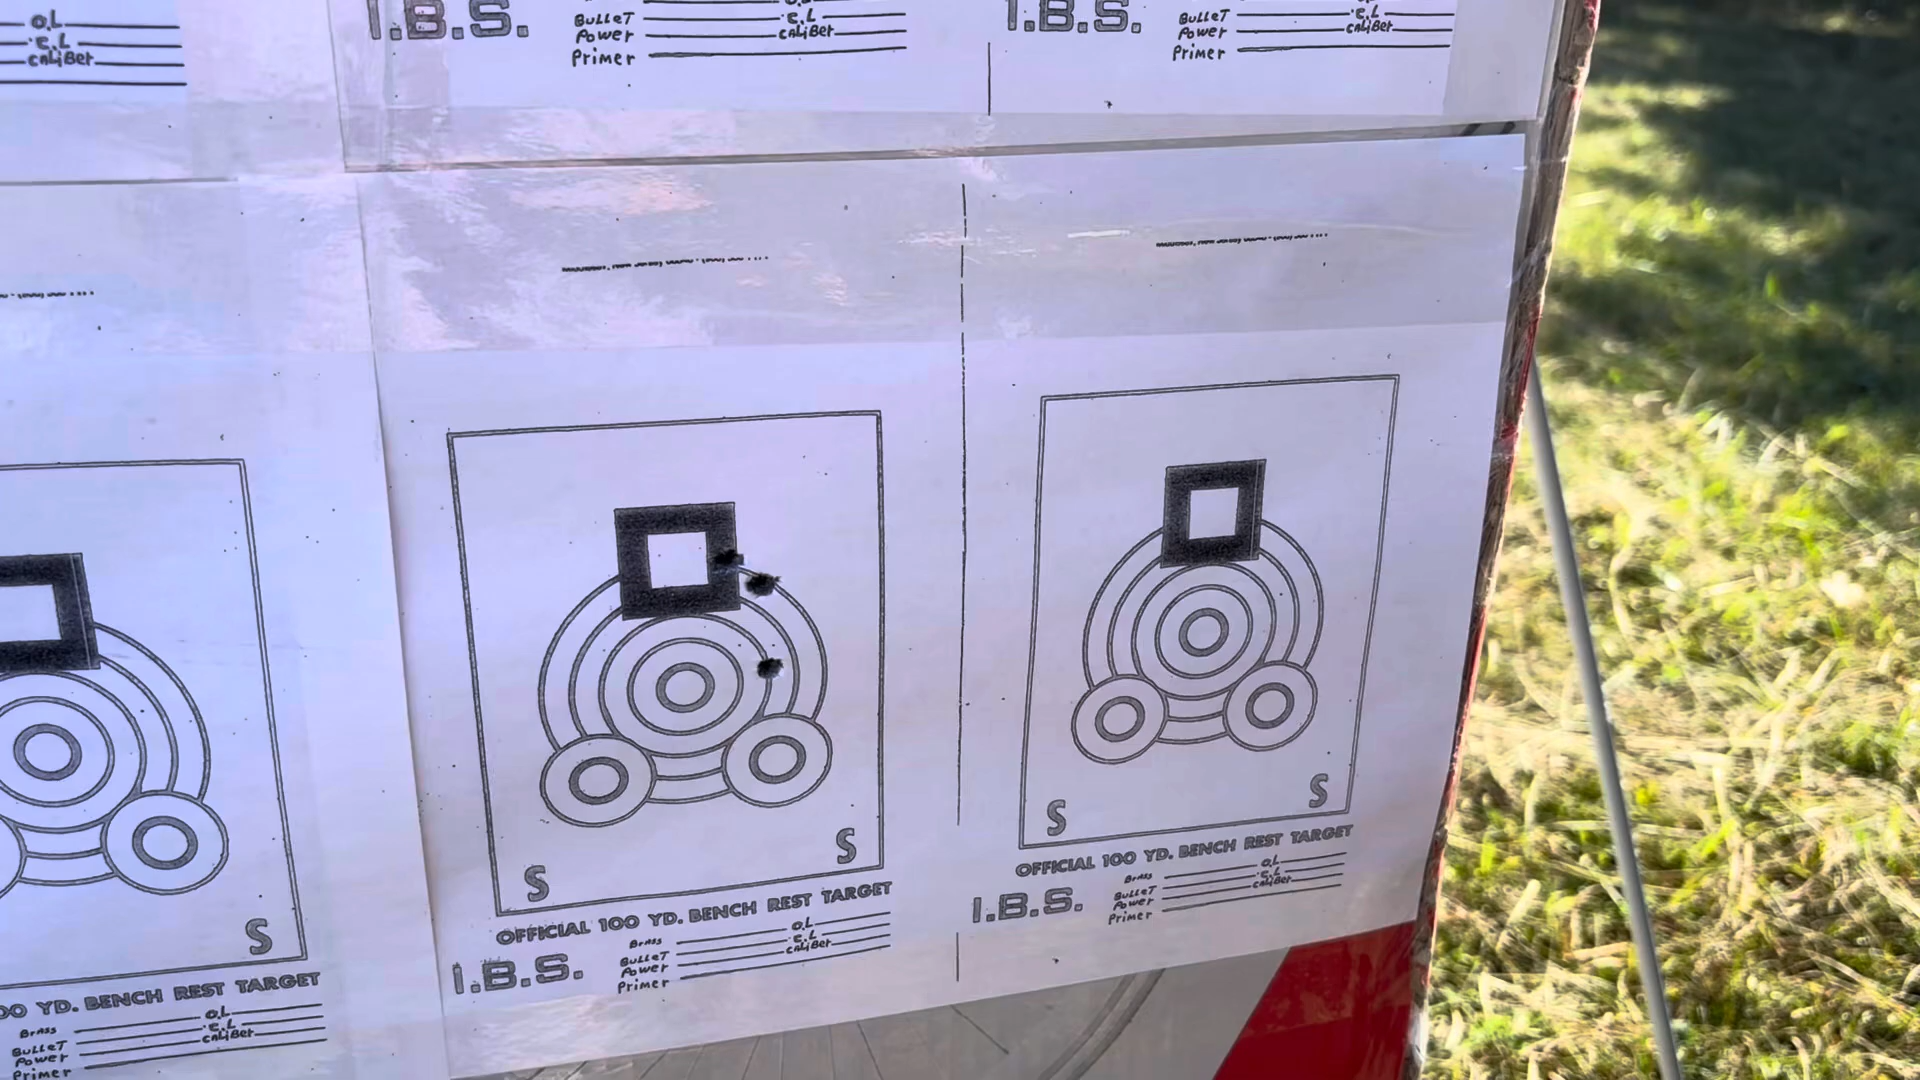 O.L
C.L
CALiBer
I.B.S.
BulleT
Power
Primer
O.L
C.L
CALiBer
I.B.S.
BulleT
Power
Primer
C.L
CALiBer
S
S
OFFICIAL 100 YD. BENCH REST TARGET
I.B.S.
Brass
BulleT
Power
Primer
O.L
C.L
CALiBer
S
S
OFFICIAL 100 YD. BENCH REST TARGET
I.B.S.
Brass
BulleT
Power
Primer
O.L
C.L
CALiBer
S
00 YD. BENCH REST TARGET
Brass
BulleT
Power
Primer
O.L
C.L
CALiBer